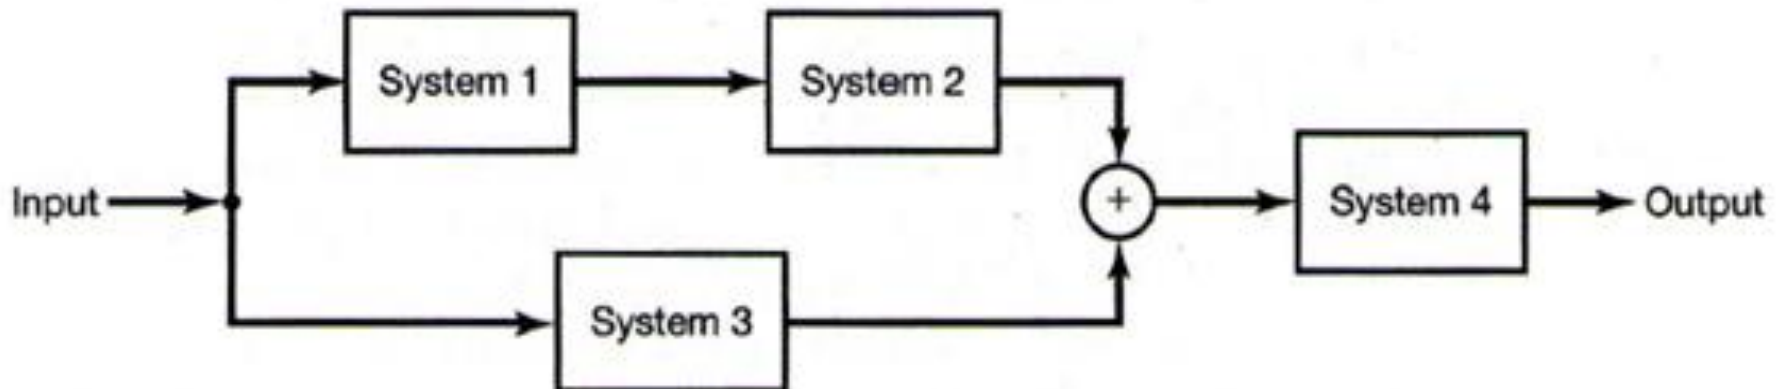 System 1
System 2
Input
+
System 4
Output
System 3